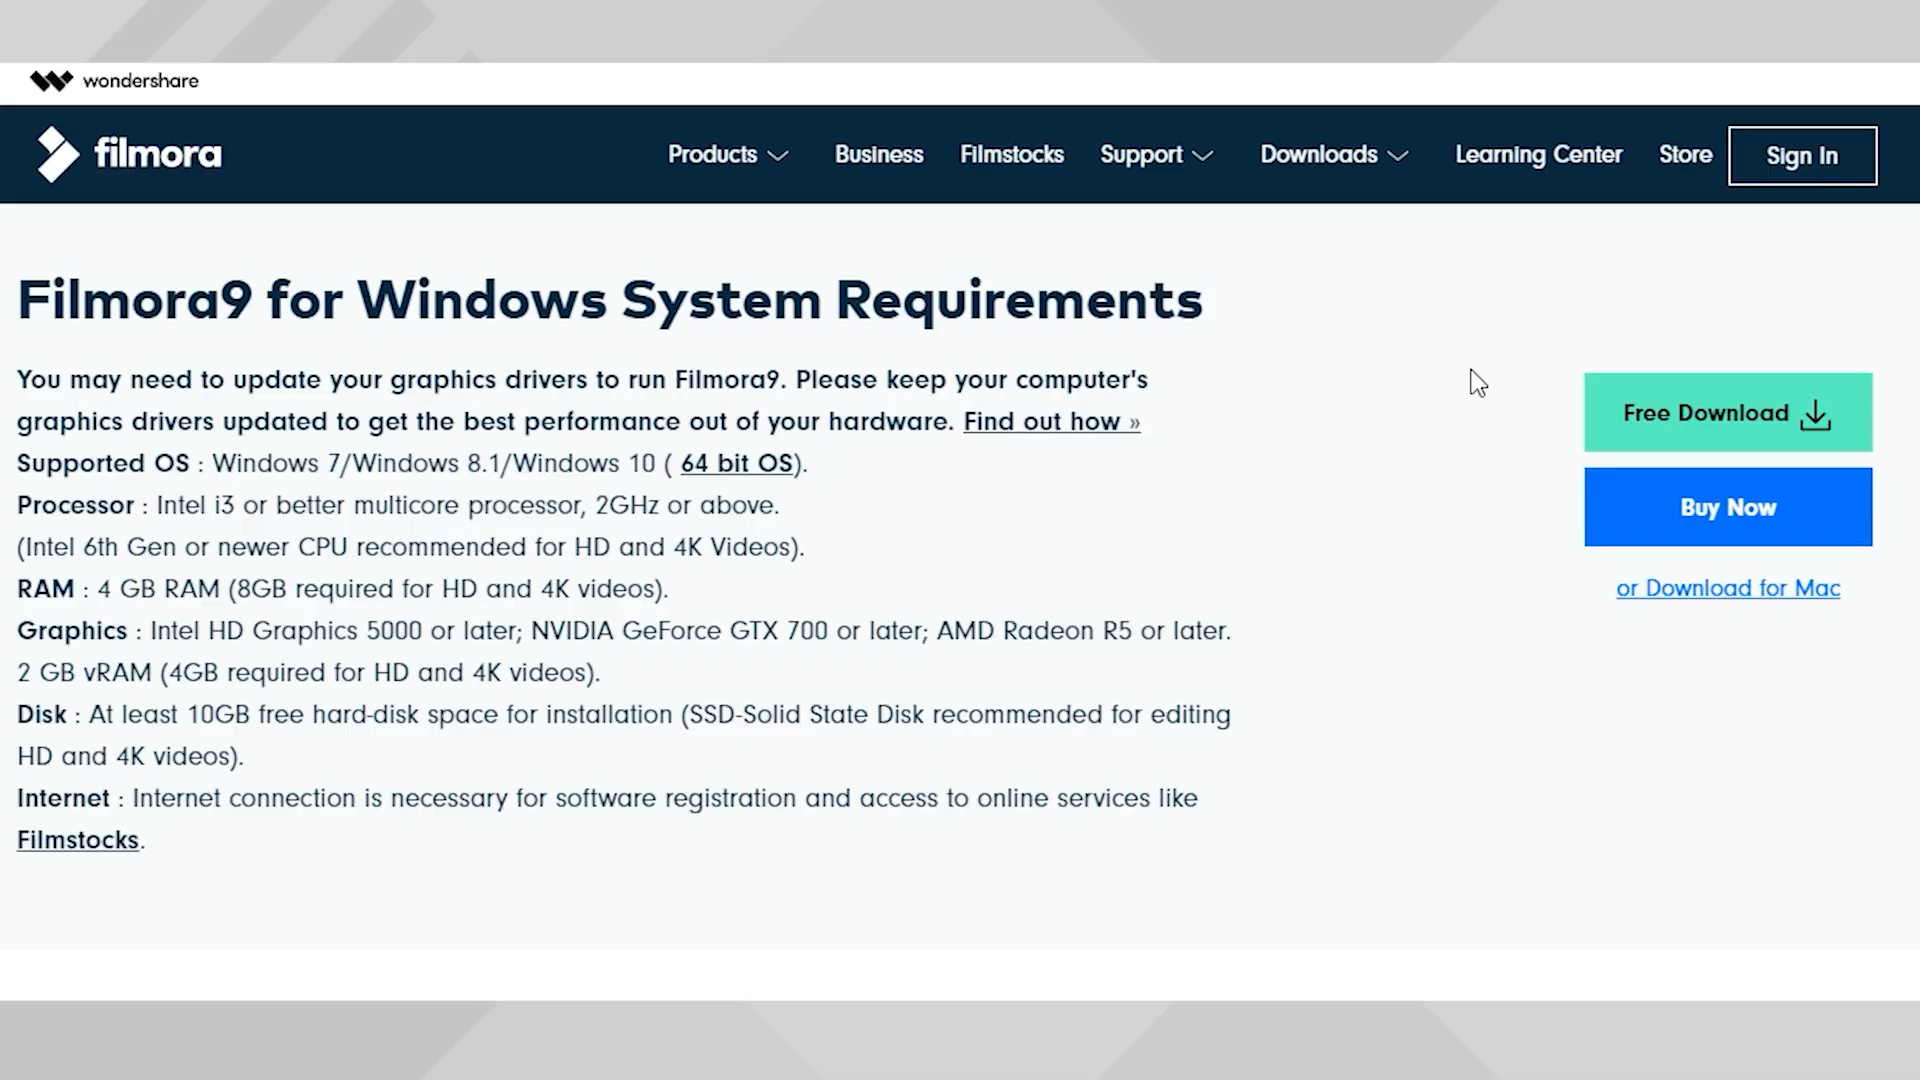 wondershare
filmora
Products
Business
Filmstocks
Support
Downloads
Learning Center
Store
Sign In
Filmora9 for Windows System Requirements
You may need to update your graphics drivers to run Filmora9. Please keep your computer's
graphics drivers updated to get the best performance out of your hardware. Find out how »
Supported OS : Windows 7/Windows 8.1/Windows 10 ( 64 bit OS).
Processor : Intel i3 or better multicore processor, 2GHz or above.
(Intel 6th Gen or newer CPU recommended for HD and 4K Videos).
RAM : 4 GB RAM (8GB required for HD and 4K videos).
Graphics : Intel HD Graphics 5000 or later; NVIDIA GeForce GTX 700 or later; AMD Radeon R5 or later.
2 GB vRAM (4GB required for HD and 4K videos).
Disk : At least 10GB free hard-disk space for installation (SSD-Solid State Disk recommended for editing
HD and 4K videos).
Internet : Internet connection is necessary for software registration and access to online services like
Filmstocks.
Free Download
Buy Now
or Download for Mac